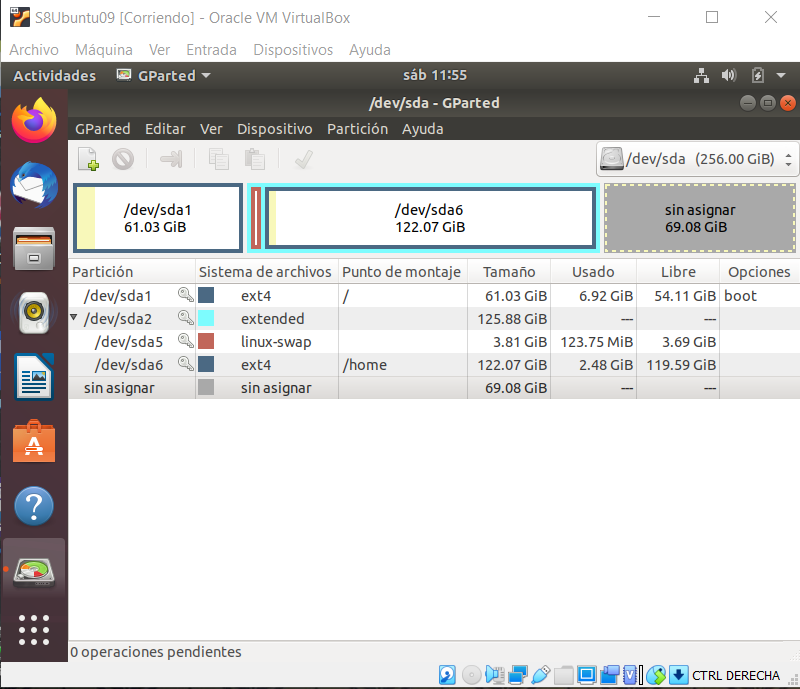 S8Ubuntu09 [Corriendo] - Oracle VM VirtualBox
Archivo Máquina Ver Entrada Dispositivos Ayuda
Actividades GParted sáb 11:55
/dev/sda - GParted
GParted Editar Ver Dispositivo Partición Ayuda
/dev/sda (256.00 GiB)
/dev/sda1
61.03 GiB
/dev/sda6
122.07 GiB
sin asignar
69.08 GiB
Partición Sistema de archivos Punto de montaje Tamaño Usado Libre Opciones
/dev/sda1 ext4 / 61.03 GiB 6.92 GiB 54.11 GiB boot
/dev/sda2 extended 125.88 GiB --- ---
/dev/sda5 linux-swap 3.81 GiB 123.75 MiB 3.69 GiB
/dev/sda6 ext4 /home 122.07 GiB 2.48 GiB 119.59 GiB
sin asignar sin asignar 69.08 GiB --- ---
0 operaciones pendientes
CTRL DERECHA